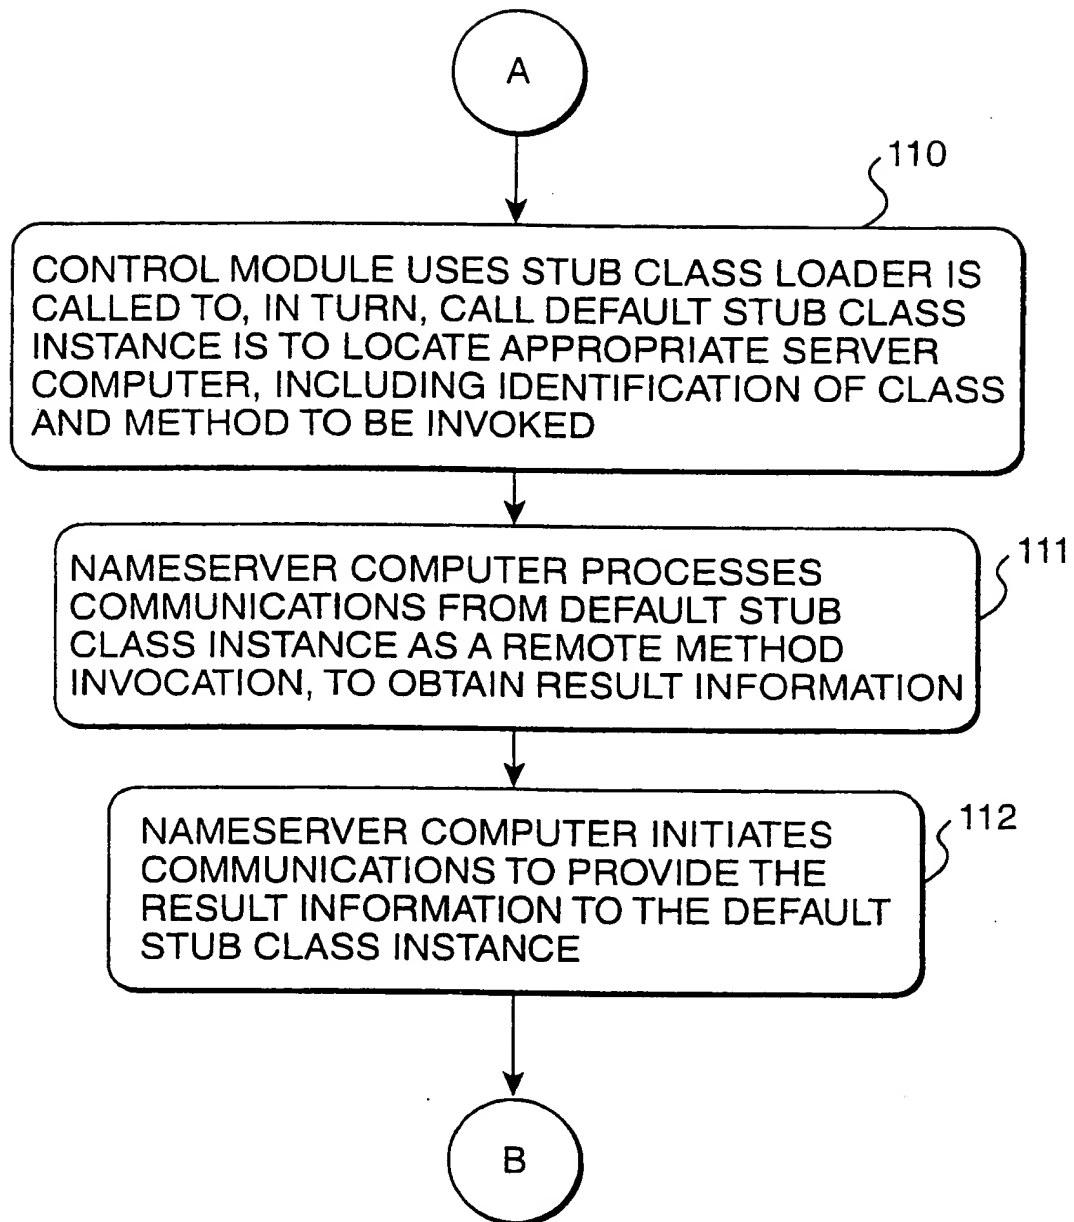 A
110
CONTROL MODULE USES STUB CLASS LOADER IS
CALLED TO, IN TURN, CALL DEFAULT STUB CLASS
INSTANCE IS TO LOCATE APPROPRIATE SERVER
COMPUTER, INCLUDING IDENTIFICATION OF CLASS
AND METHOD TO BE INVOKED
111
NAMESERVER COMPUTER PROCESSES
COMMUNICATIONS FROM DEFAULT STUB
CLASS INSTANCE AS A REMOTE METHOD
INVOCATION, TO OBTAIN RESULT INFORMATION
112
NAMESERVER COMPUTER INITIATES
COMMUNICATIONS TO PROVIDE THE
RESULT INFORMATION TO THE DEFAULT
STUB CLASS INSTANCE
B